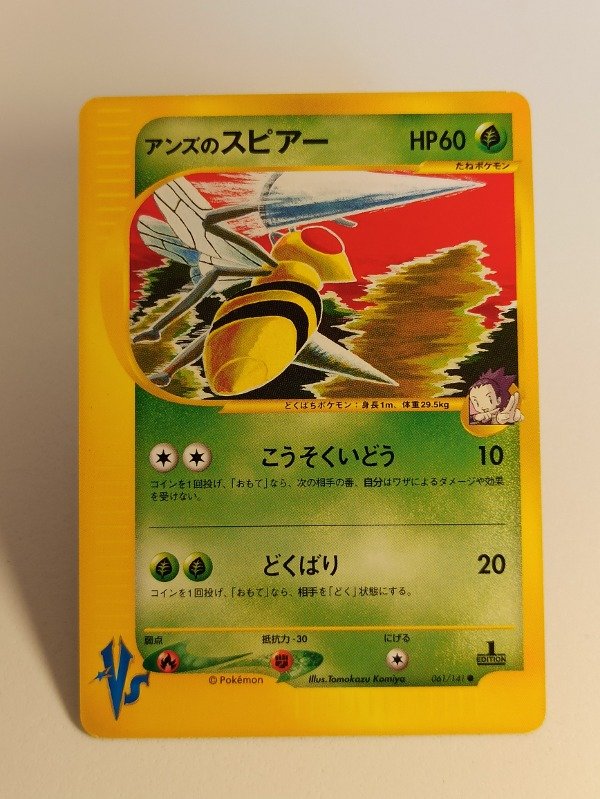 アンズのスピアー HP60
たねポケモン
どくばちポケモン：身長1m、体重29.5kg
こうそくいどう 10
コインを1回投げ、「おもて」なら、次の相手の番、自分はワザによるダメージや効果
を受けない。
どくばり 20
コインを1回投げ、「おもて」なら、相手を「どく」状態にする。
弱点 抵抗力 -30 にげる
1
EDITION
VS
© Pokémon Illus.Tomokazu Komiya 061/141 ●